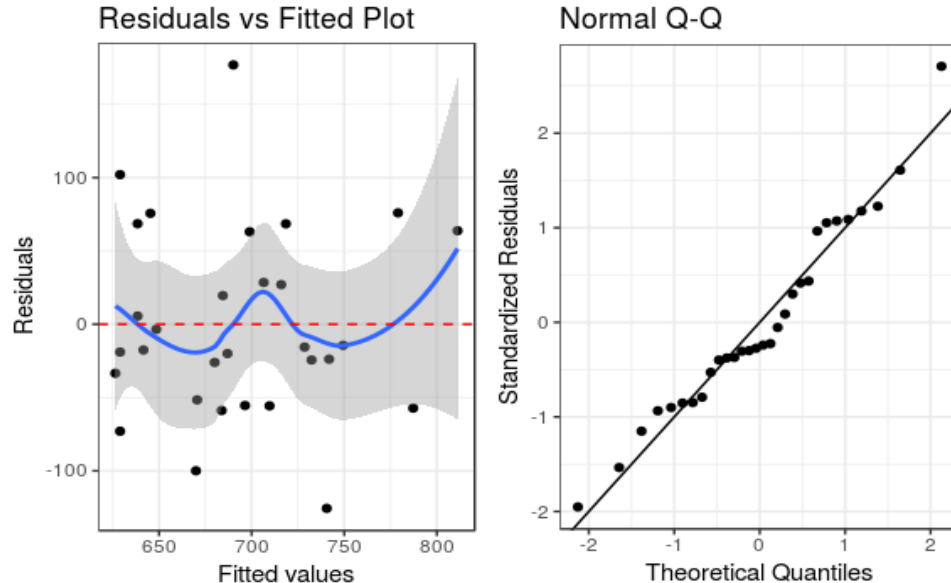 Residuals vs Fitted Plot
Residuals
100
0
-100
650 700 750 800
Fitted values
Normal Q-Q
Standardized Residuals
2
1
0
-1
-2
-2 -1 0 1 2
Theoretical Quantiles